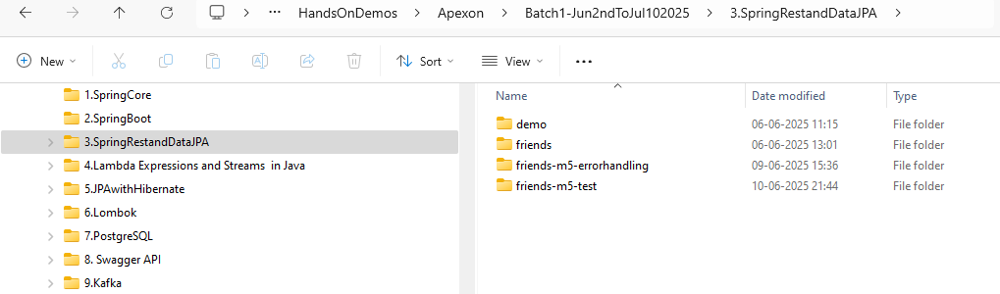 HandsOnDemos > Apexon > Batch1-Jun2ndToJul102025 > 3.SpringRestandDataJPA >
New Sort View
1.SpringCore
2.SpringBoot
3.SpringRestandDataJPA
4.Lambda Expressions and Streams  in Java
5.JPAwithHibernate
6.Lombok
7.PostgreSQL
8. Swagger API
9.Kafka
Name Date modified Type
demo 06-06-2025 11:15 File folder
friends 06-06-2025 13:01 File folder
friends-m5-errorhandling 09-06-2025 15:36 File folder
friends-m5-test 10-06-2025 21:44 File folder